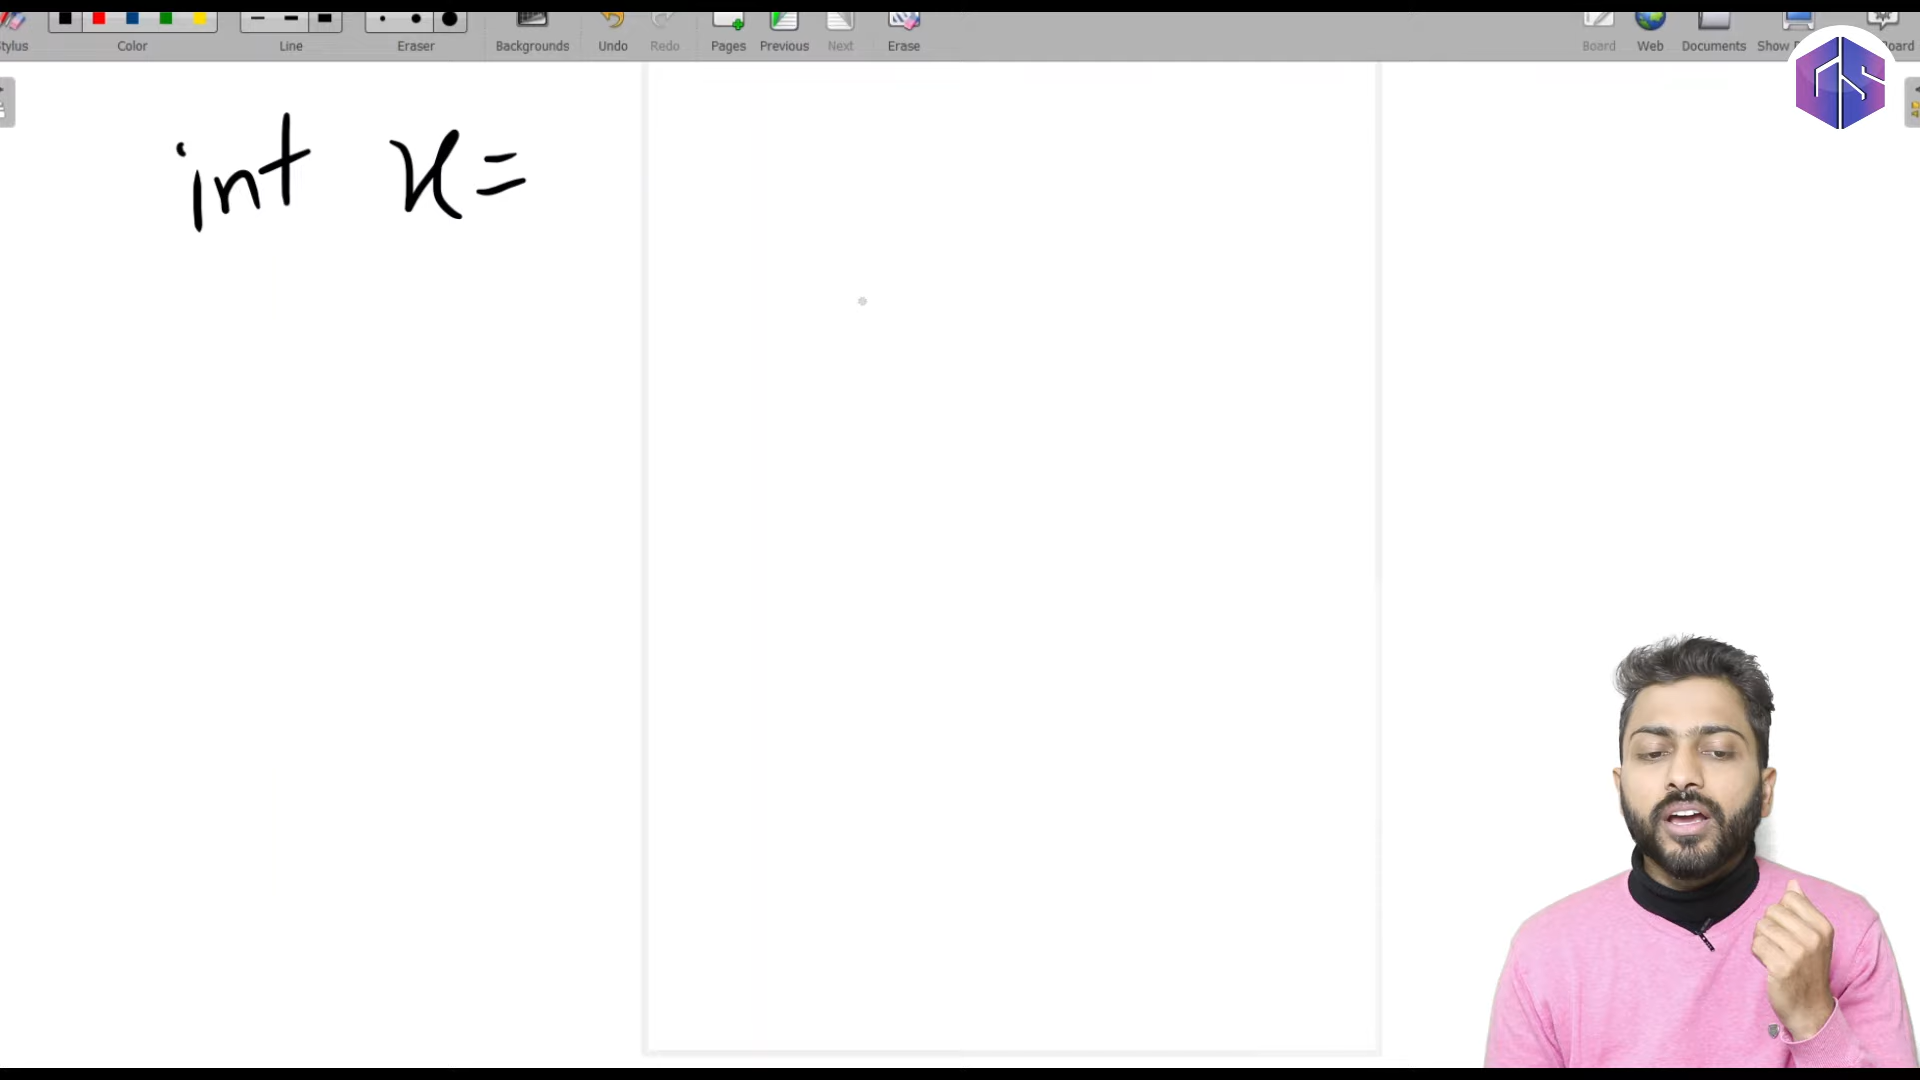 Stylus Color Line Eraser Backgrounds Undo Redo Pages Previous Next Erase Board Web Documents Show
int x=